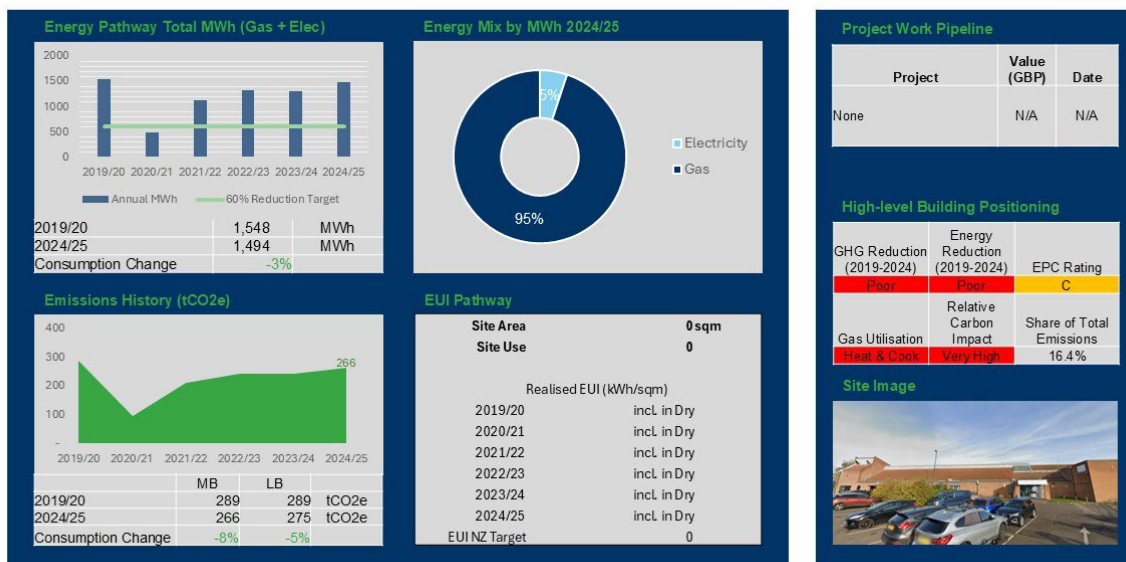 Energy Pathway Total MWh (Gas + Elec)
2000
1500
1000
500
0
2019/20 2020/21 2021/22 2022/23 2023/24 2024/25
Annual MWh 60% Reduction Target
2019/20 1,548 MWh
2024/25 1,494 MWh
Consumption Change -3%
Energy Mix by MWh 2024/25
5%
95%
Electricity
Gas
Emissions History (tCO2e)
400
300
200
100
-
266
2019/20 2020/21 2021/22 2022/23 2023/24 2024/25
MB LB
2019/20 289 289 tCO2e
2024/25 266 275 tCO2e
Consumption Change -8% -5%
EUI Pathway
Site Area 0 sqm
Site Use 0
Realised EUI (kWh/sqm)
2019/20 incl. in Dry
2020/21 incl. in Dry
2021/22 incl. in Dry
2022/23 incl. in Dry
2023/24 incl. in Dry
2024/25 incl. in Dry
EUI NZ Target 0
Project Work Pipeline
Project Value (GBP) Date
None N/A N/A
High-level Building Positioning
GHG Reduction (2019-2024) Energy Reduction (2019-2024) EPC Rating
Poor Poor C
Gas Utilisation Relative Carbon Impact Share of Total Emissions
Heat & Cook Very High 16.4%
Site Image